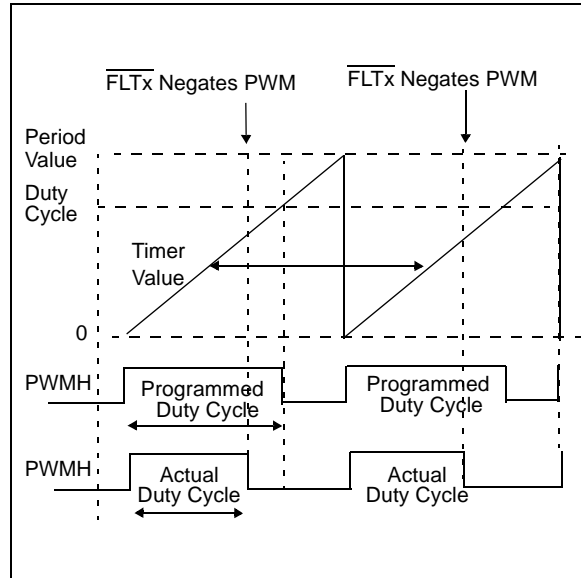 FLTx Negates PWM
FLTx Negates PWM
Period
Value
Duty
Cycle
Timer
Value
0
PWMH
Programmed
Duty Cycle
Programmed
Duty Cycle
PWMH
Actual
Duty Cycle
Actual
Duty Cycle